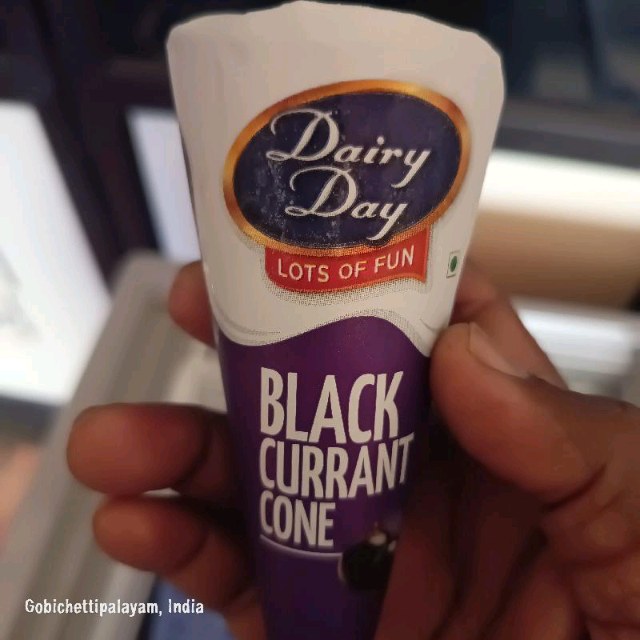 Dairy
Day
LOTS OF FUN
BLACK
CURRANT
CONE
Gobichettipalayam, India